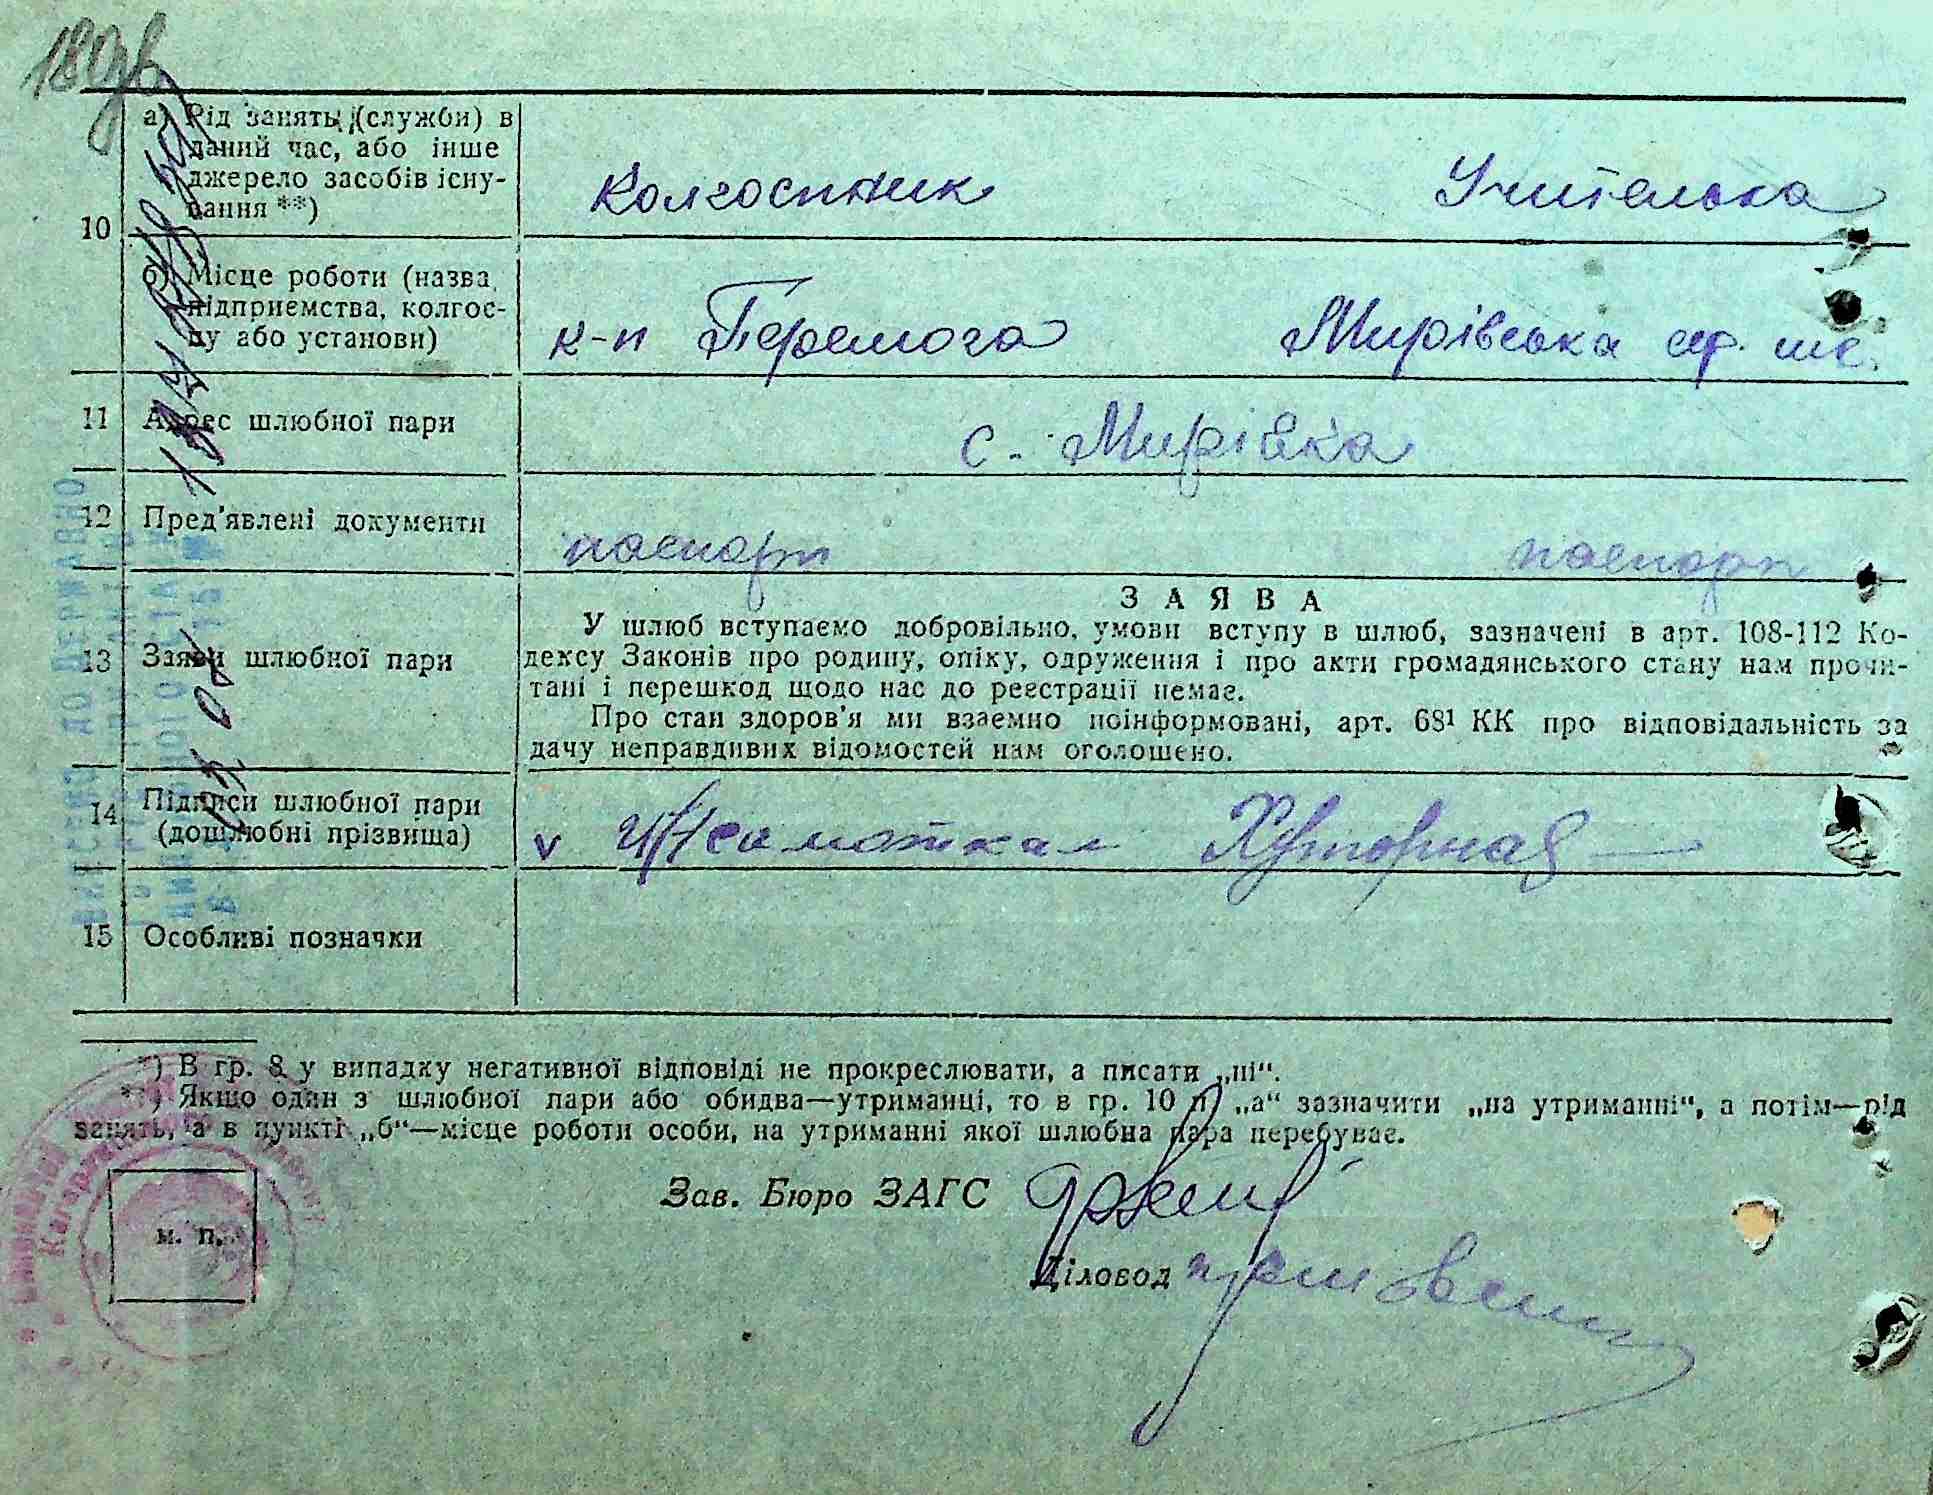 180зв
а) Рід занять (служби) в
даний час, або інше
джерело засобів існу-
вання **)
Колгоспник Учителька
10
б) Місце роботи (назва
підприємства, колгос-
пу або установи)
к-п Перемога Мирівська ср. шк.
11 Адрес шлюбної пари
с. Мирівка
12 Пред'явлені документи
паспорт паспорт
13 Заяви шлюбної пари
ЗАЯВА
У шлюб вступаємо добровільно, умови вступу в шлюб, зазначені в арт. 108-112 Ко-
дексу Законів про родину, опіку, одруження і про акти громадянського стану нам прочи-
тані і перешкод щодо нас до реєстрації немає.
Про стан здоров'я ми взаємно поінформовані, арт. 68¹ КК про відповідальність за
дачу неправдивих відомостей нам оголошено.
14 Підписи шлюбної пари
(дошлюбні прізвища)
v Хуторная
15 Особливі позначки
*) В гр. 8 у випадку негативної відповіді не прокреслювати, а писати „ні“.
**) Якщо один з шлюбної пари або обидва—утриманці, то в гр. 10 п. „а“ зазначити „на утриманні“, а потім—рід
занять, а в пункті „б“—місце роботи особи, на утриманні якої шлюбна пара перебуває.
Зав. Бюро ЗАГС
м. п.
Діловод